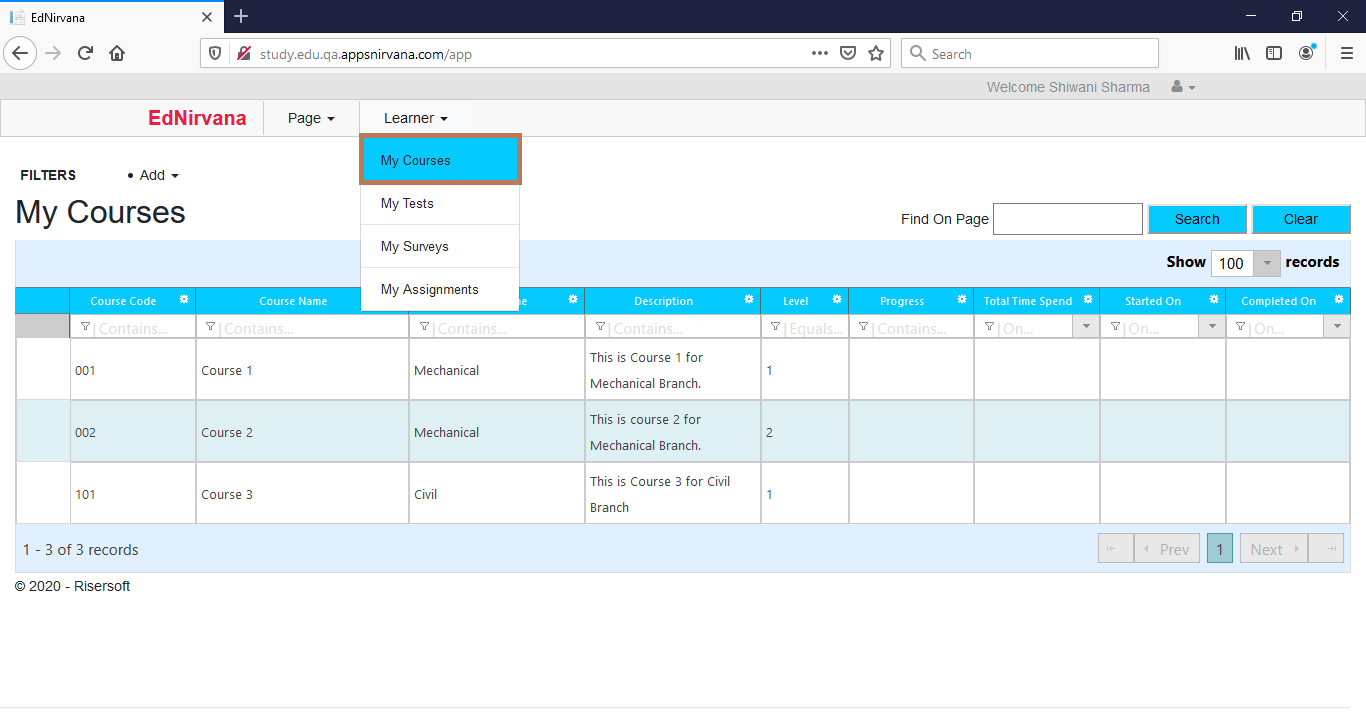 EdNirvana
study.edu.qa.appsnirvana.com/app
Search
Welcome Shiwani Sharma
EdNirvana Page Learner
My Courses
My Tests
My Surveys
My Assignments
FILTERS • Add
My Courses
Find On Page Search Clear
Show 100 records
Course Code Course Name Description Level Progress Total Time Spend Started On Completed On
Contains... Contains... Contains... Contains... Equals... Contains... On... On... On...
001 Course 1 Mechanical This is Course 1 for
Mechanical Branch. 1
002 Course 2 Mechanical This is course 2 for
Mechanical Branch. 2
101 Course 3 Civil This is Course 3 for Civil
Branch 1
1 - 3 of 3 records Prev 1 Next
© 2020 - Risersoft